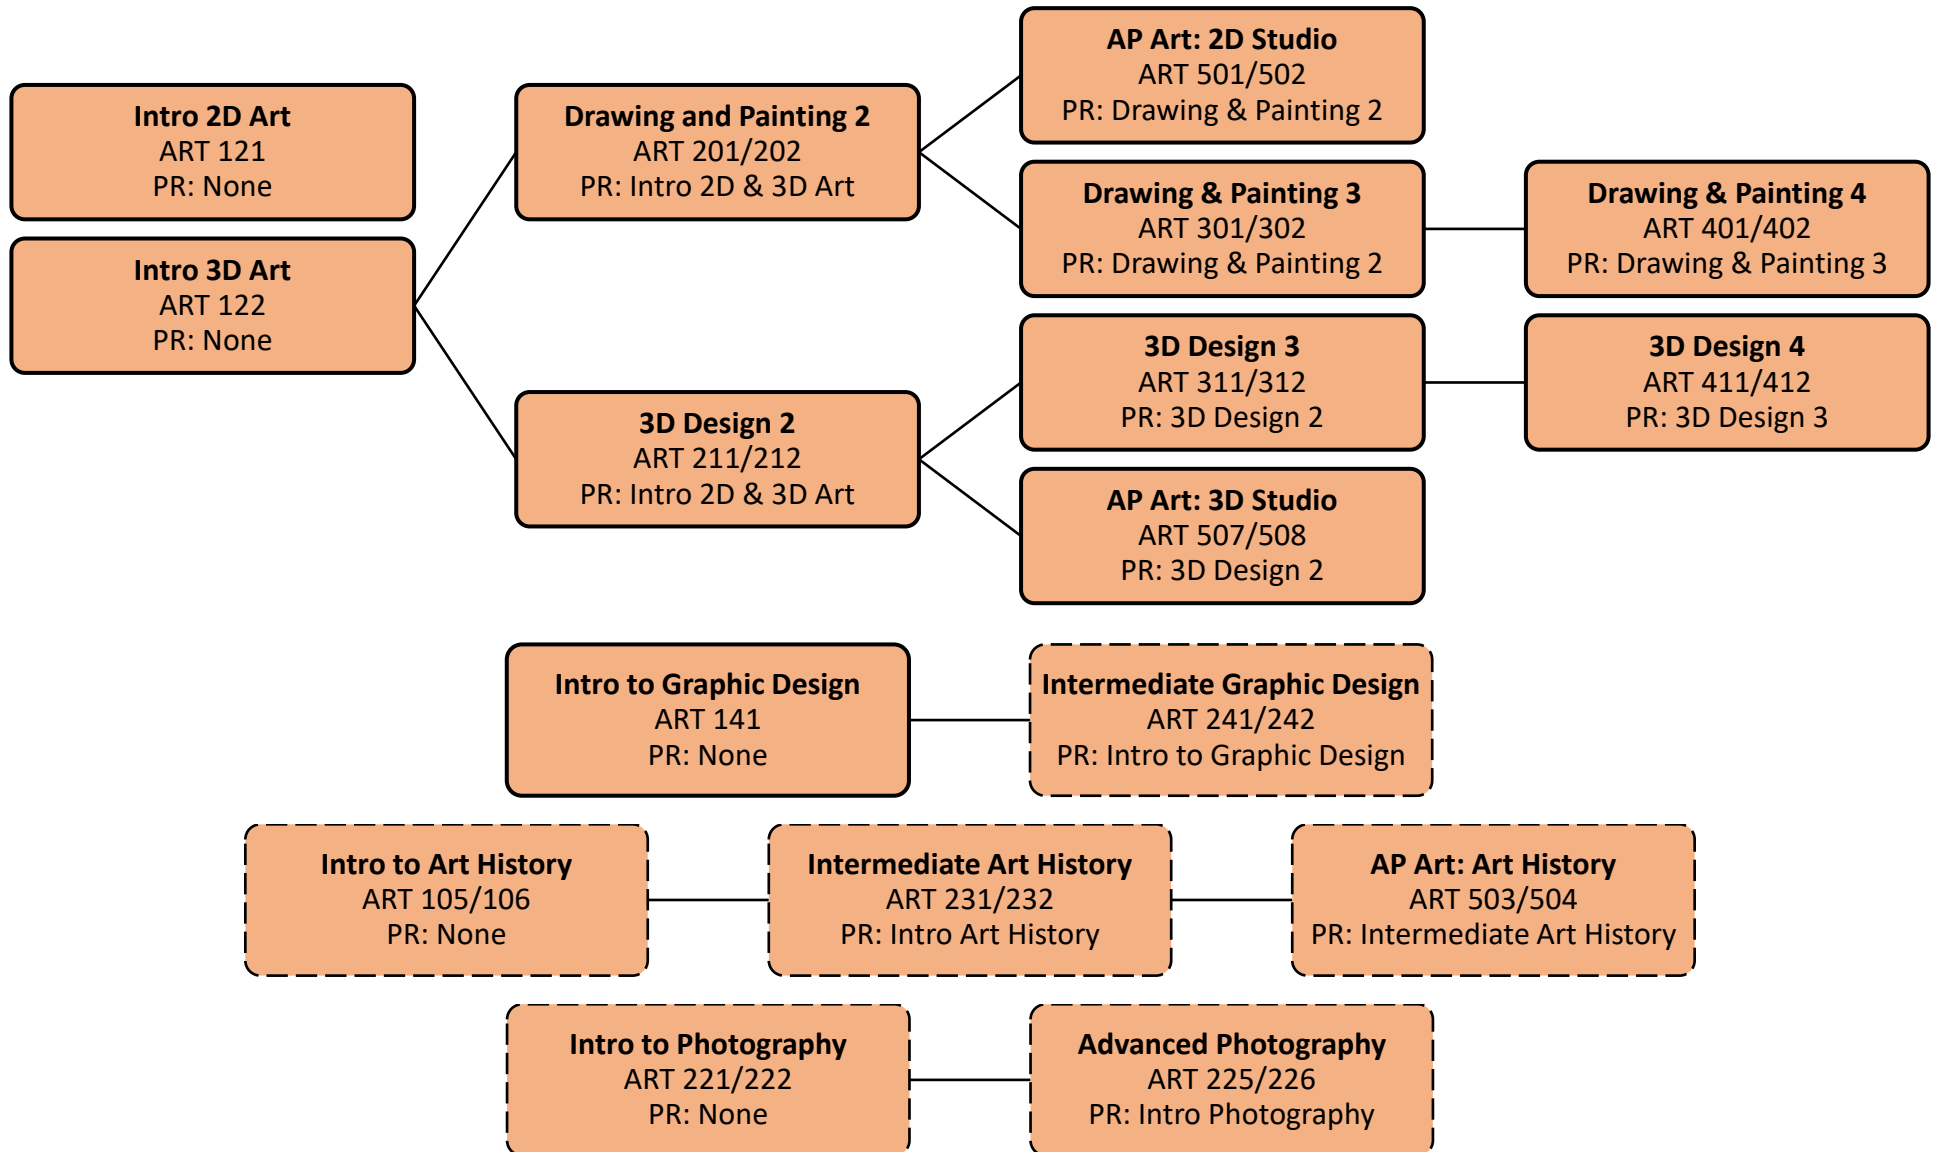 Intro 2D Art
ART 121
PR: None
Intro 3D Art
ART 122
PR: None
Drawing and Painting 2
ART 201/202
PR: Intro 2D & 3D Art
3D Design 2
ART 211/212
PR: Intro 2D & 3D Art
AP Art: 2D Studio
ART 501/502
PR: Drawing & Painting 2
Drawing & Painting 3
ART 301/302
PR: Drawing & Painting 2
3D Design 3
ART 311/312
PR: 3D Design 2
AP Art: 3D Studio
ART 507/508
PR: 3D Design 2
Drawing & Painting 4
ART 401/402
PR: Drawing & Painting 3
3D Design 4
ART 411/412
PR: 3D Design 3
Intro to Graphic Design
ART 141
PR: None
Intermediate Graphic Design
ART 241/242
PR: Intro to Graphic Design
Intro to Art History
ART 105/106
PR: None
Intermediate Art History
ART 231/232
PR: Intro Art History
AP Art: Art History
ART 503/504
PR: Intermediate Art History
Intro to Photography
ART 221/222
PR: None
Advanced Photography
ART 225/226
PR: Intro Photography